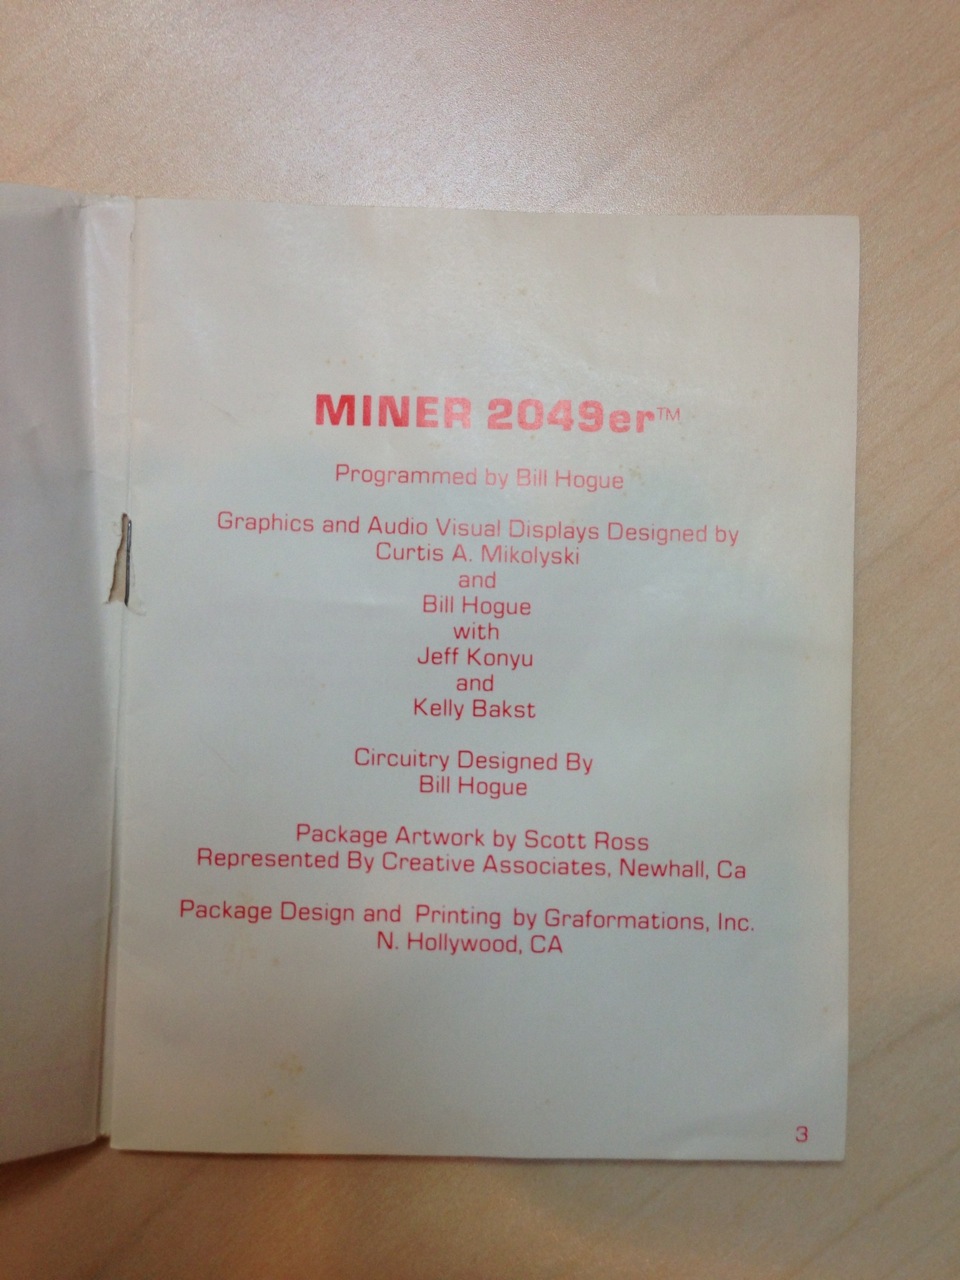 MINER 2049er™
Programmed by Bill Hogue
Graphics and Audio Visual Displays Designed by
Curtis A. Mikolyski
and
Bill Hogue
with
Jeff Konyu
and
Kelly Bakst
Circuitry Designed By
Bill Hogue
Package Artwork by Scott Ross
Represented By Creative Associates, Newhall, Ca
Package Design and Printing by Graformations, Inc.
N. Hollywood, CA
3